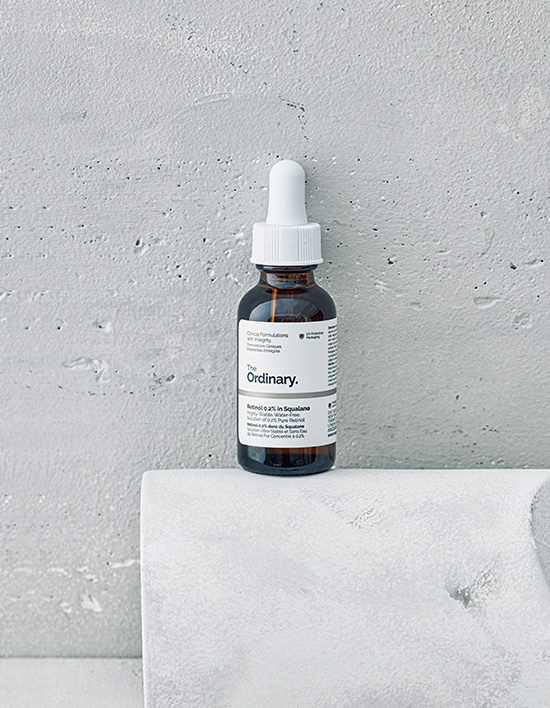 Clinical Formulations
with Integrity.
Formulations Cliniques
Empreintes d'Intégrité.
UV Protective
Packaging
The
Ordinary.
Retinol 0.2% in Squalane
Highly-Stable, Water-Free
Solution of 0.2% Pure Retinol
Retinol 0.2% dans du Squalane
Solution Ultra-Stable et Sans Eau
de Rétinol Pur Concentré à 0.2%